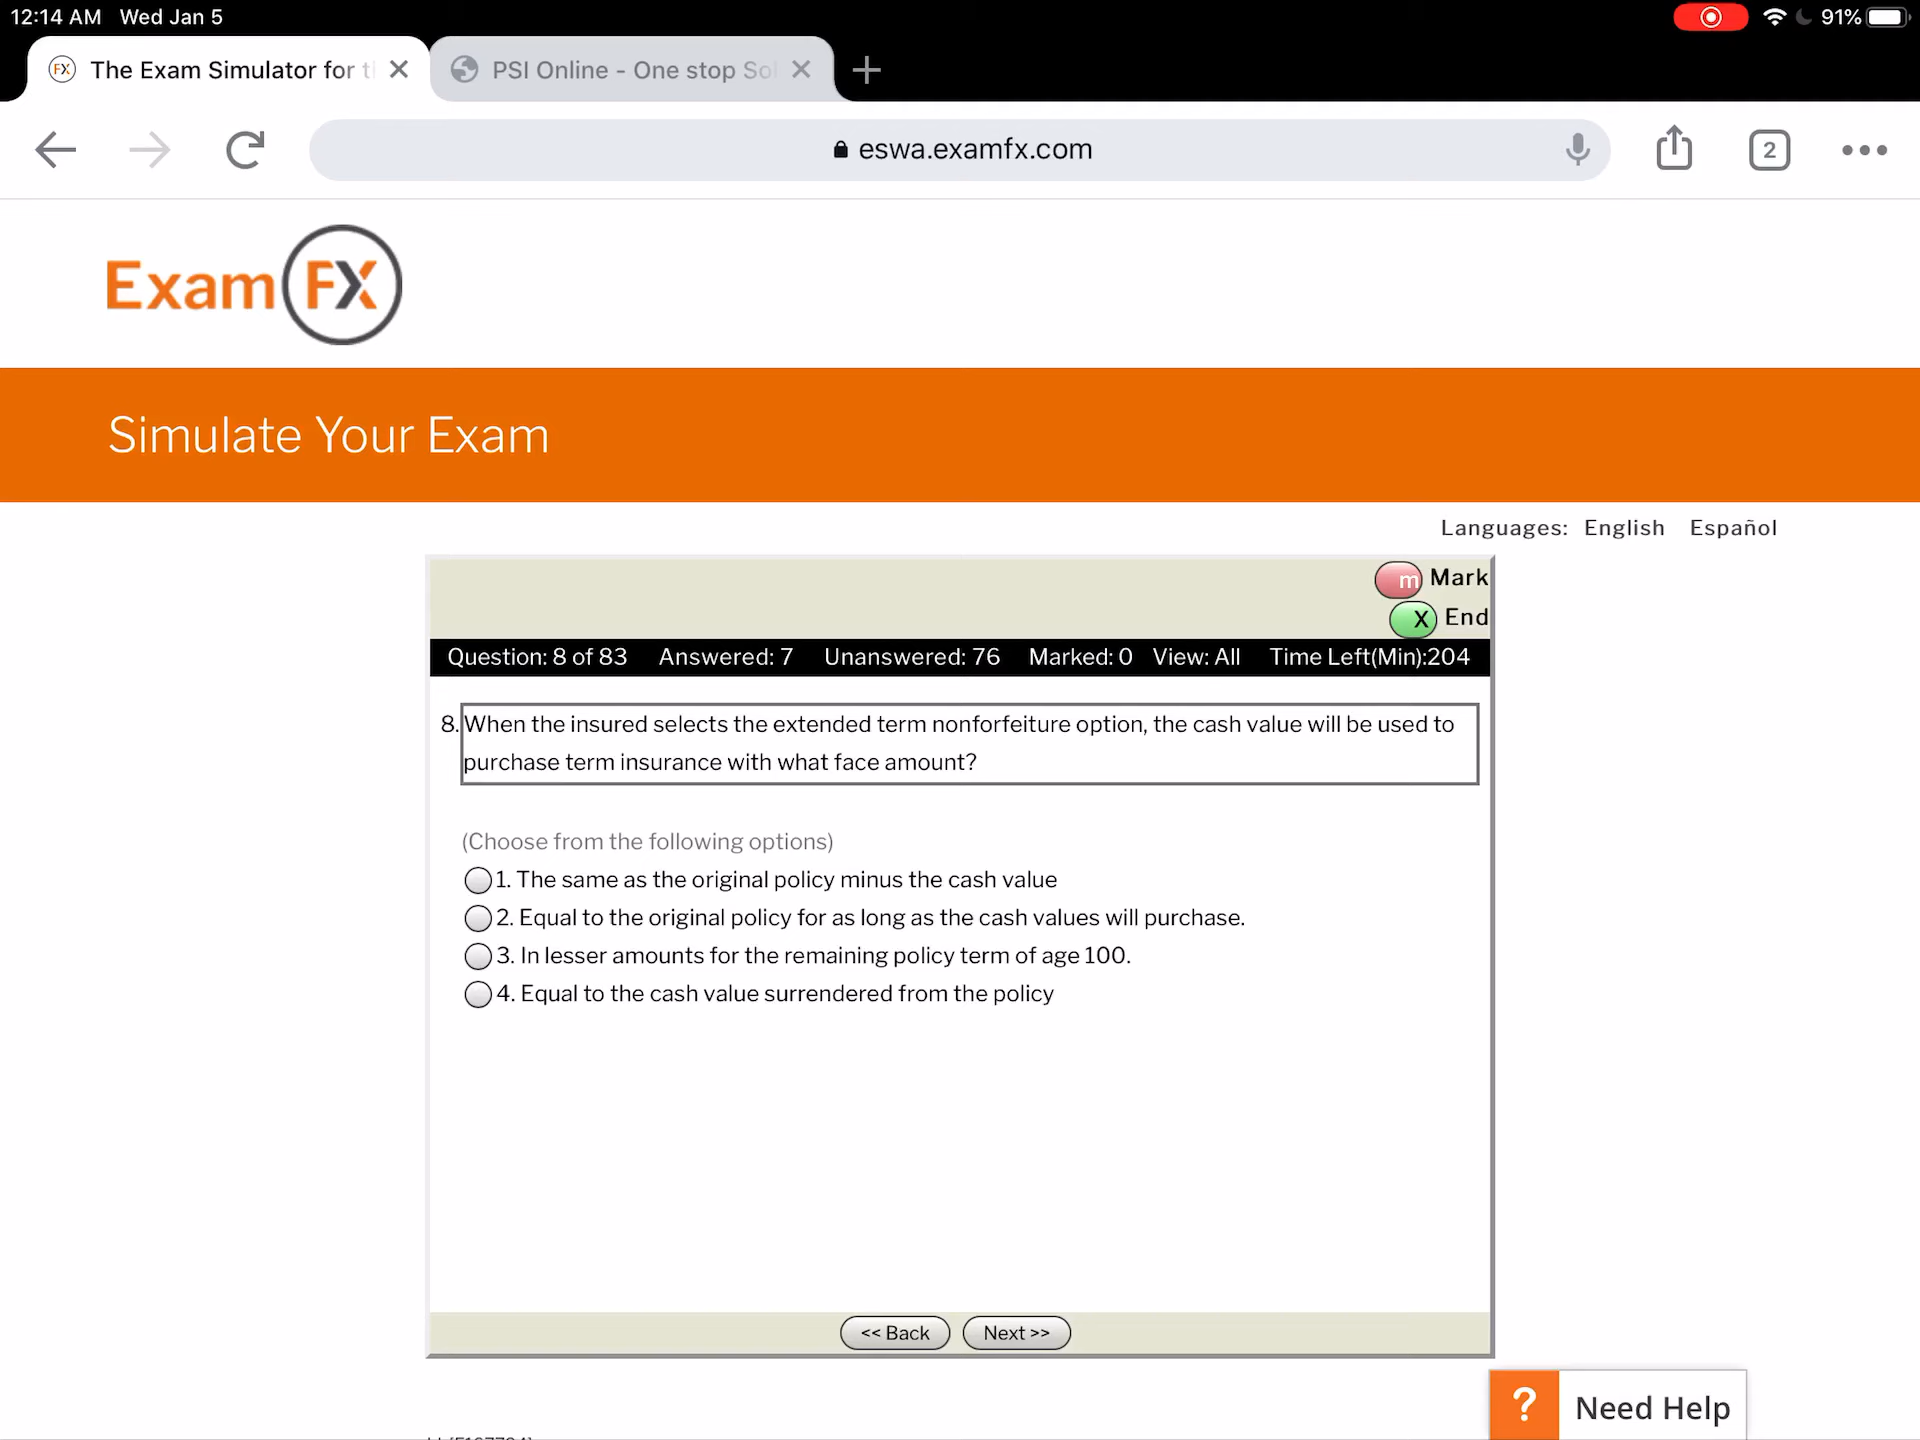 12:14 AM Wed Jan 5
91%
The Exam Simulator for t
PSI Online - One stop Sol
eswa.examfx.com
2
Exam FX
Simulate Your Exam
Languages: English Español
m Mark
X End
Question: 8 of 83 Answered: 7 Unanswered: 76 Marked: 0 View: All Time Left(Min):204
8. When the insured selects the extended term nonforfeiture option, the cash value will be used to
purchase term insurance with what face amount?
(Choose from the following options)
1. The same as the original policy minus the cash value
2. Equal to the original policy for as long as the cash values will purchase.
3. In lesser amounts for the remaining policy term of age 100.
4. Equal to the cash value surrendered from the policy
<< Back Next >>
? Need Help